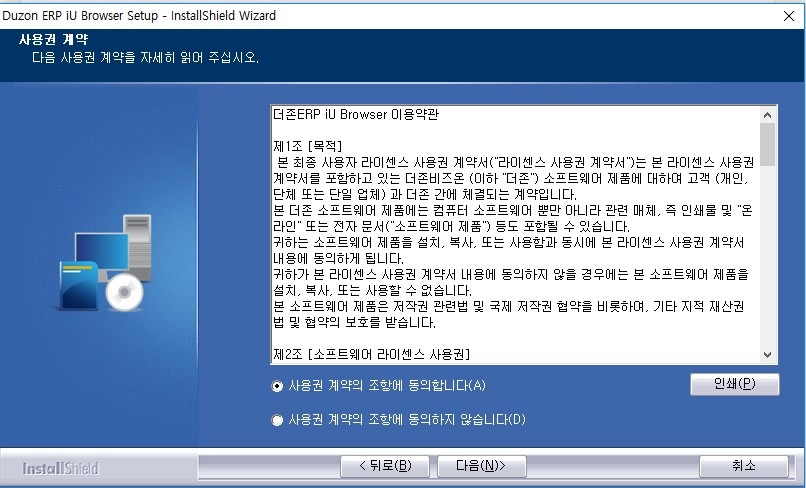 Duzon ERP iU Browser Setup - InstallShield Wizard
사용권 계약
다음 사용권 계약을 자세히 읽어 주십시오.
더존ERP iU Browser 이용약관
제1조 [목적]
본 최종 사용자 라이센스 사용권 계약서("라이센스 사용권 계약서")는 본 라이센스 사용권
계약서를 포함하고 있는 더존비즈온 (이하 "더존") 소프트웨어 제품에 대하여 고객 (개인,
단체 또는 단일 업체) 과 더존 간에 체결되는 계약입니다.
본 더존 소프트웨어 제품에는 컴퓨터 소프트웨어 뿐만 아니라 관련 매체, 즉 인쇄물 및 "온
라인" 또는 전자 문서("소프트웨어 제품") 등도 포함될 수 있습니다.
귀하는 소프트웨어 제품을 설치, 복사, 또는 사용함과 동시에 본 라이센스 사용권 계약서
내용에 동의하게 됩니다.
귀하가 본 라이센스 사용권 계약서 내용에 동의하지 않을 경우에는 본 소프트웨어 제품을
설치, 복사, 또는 사용할 수 없습니다.
본 소프트웨어 제품은 저작권 관련법 및 국제 저작권 협약을 비롯하여, 기타 지적 재산권
법 및 협약의 보호를 받습니다.
제2조 [소프트웨어 라이센스 사용권]
사용권 계약의 조항에 동의합니다(A)
인쇄(P)
사용권 계약의 조항에 동의하지 않습니다(D)
InstallShield
< 뒤로(B)
다음(N)>
취소